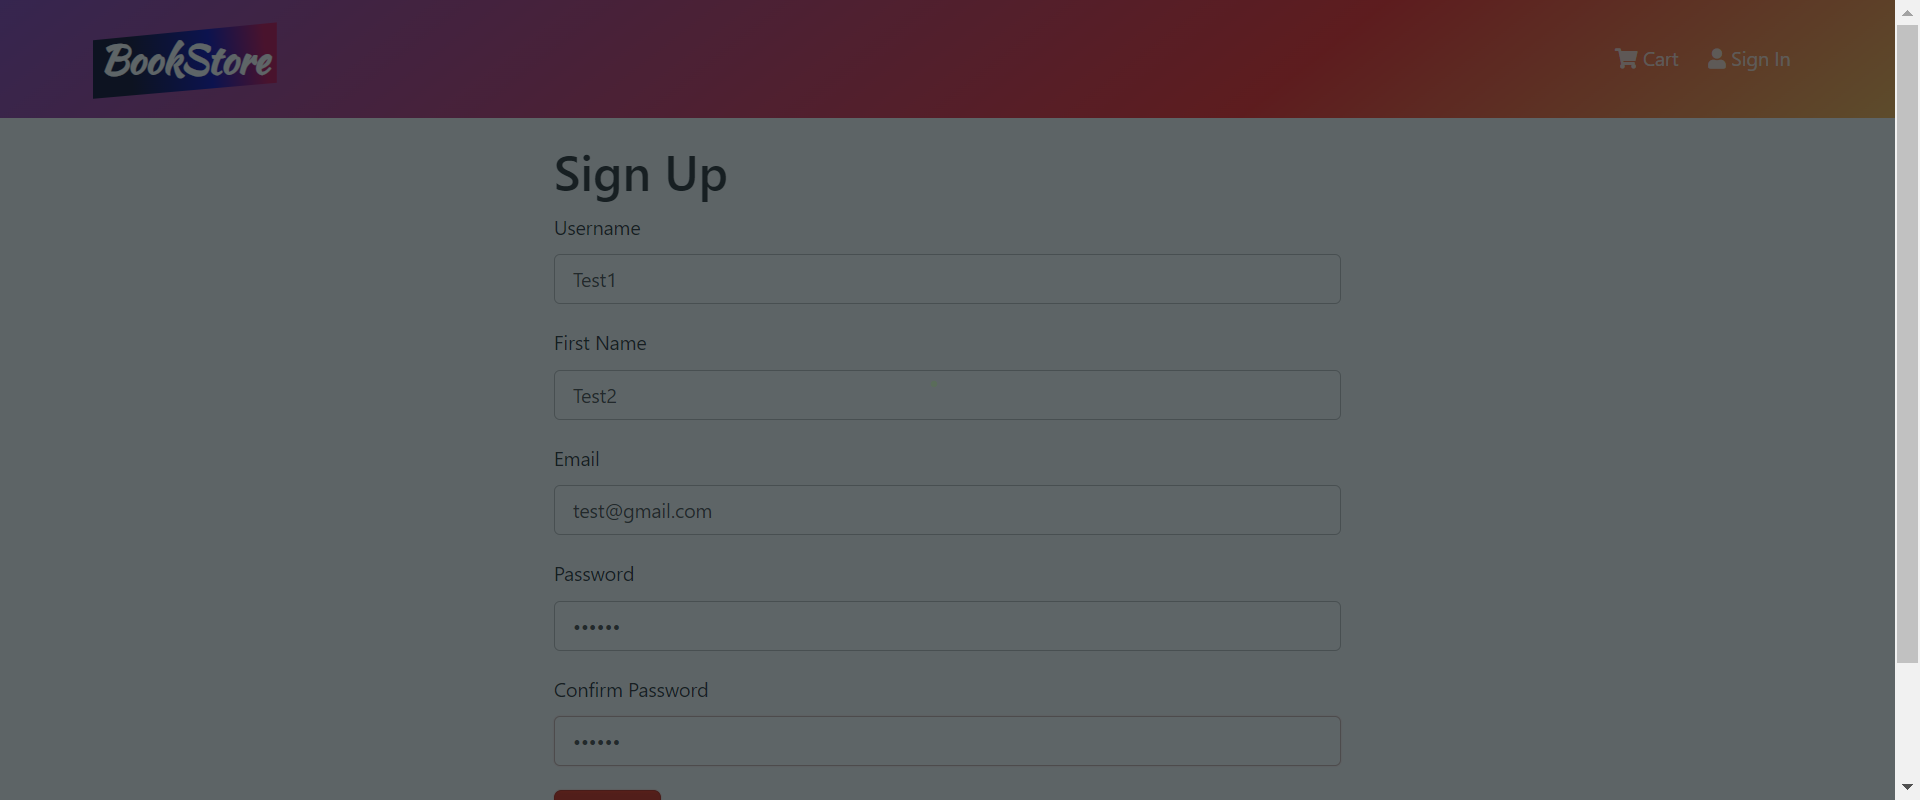 BookStore
Cart
Sign In
Sign Up
Username
Test1
First Name
Test2
Email
test@gmail.com
Password
••••••
Confirm Password
••••••